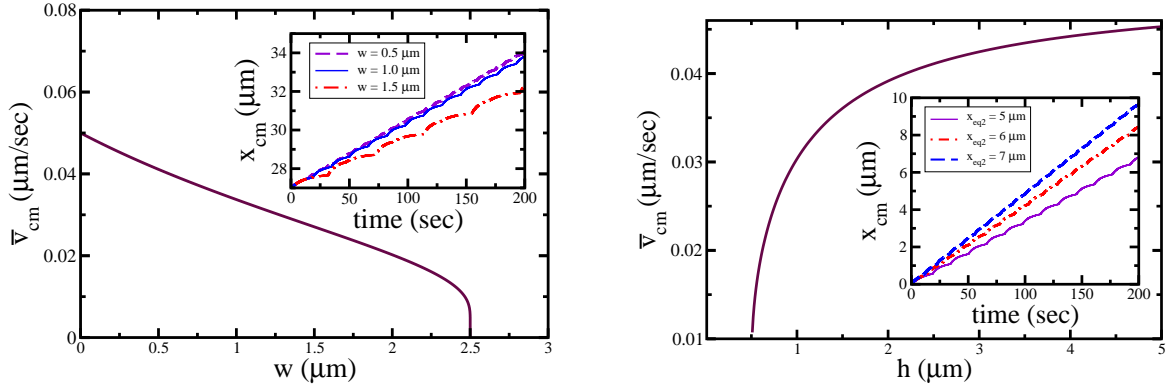 0.08
0.06
0.04
0.02
0
v̅cm (μm/sec)
0
0.5
1
1.5
2
2.5
3
w (μm)
34
32
30
28
xcm (μm)
w = 0.5 μm
w = 1.0 μm
w = 1.5 μm
0
50
100
150
200
time (sec)
0.04
0.03
0.02
0.01
v̅cm (μm/sec)
1
2
3
4
5
h (μm)
10
8
6
4
2
0
xcm (μm)
xeq2 = 5 μm
xeq2 = 6 μm
xeq2 = 7 μm
0
50
100
150
200
time (sec)